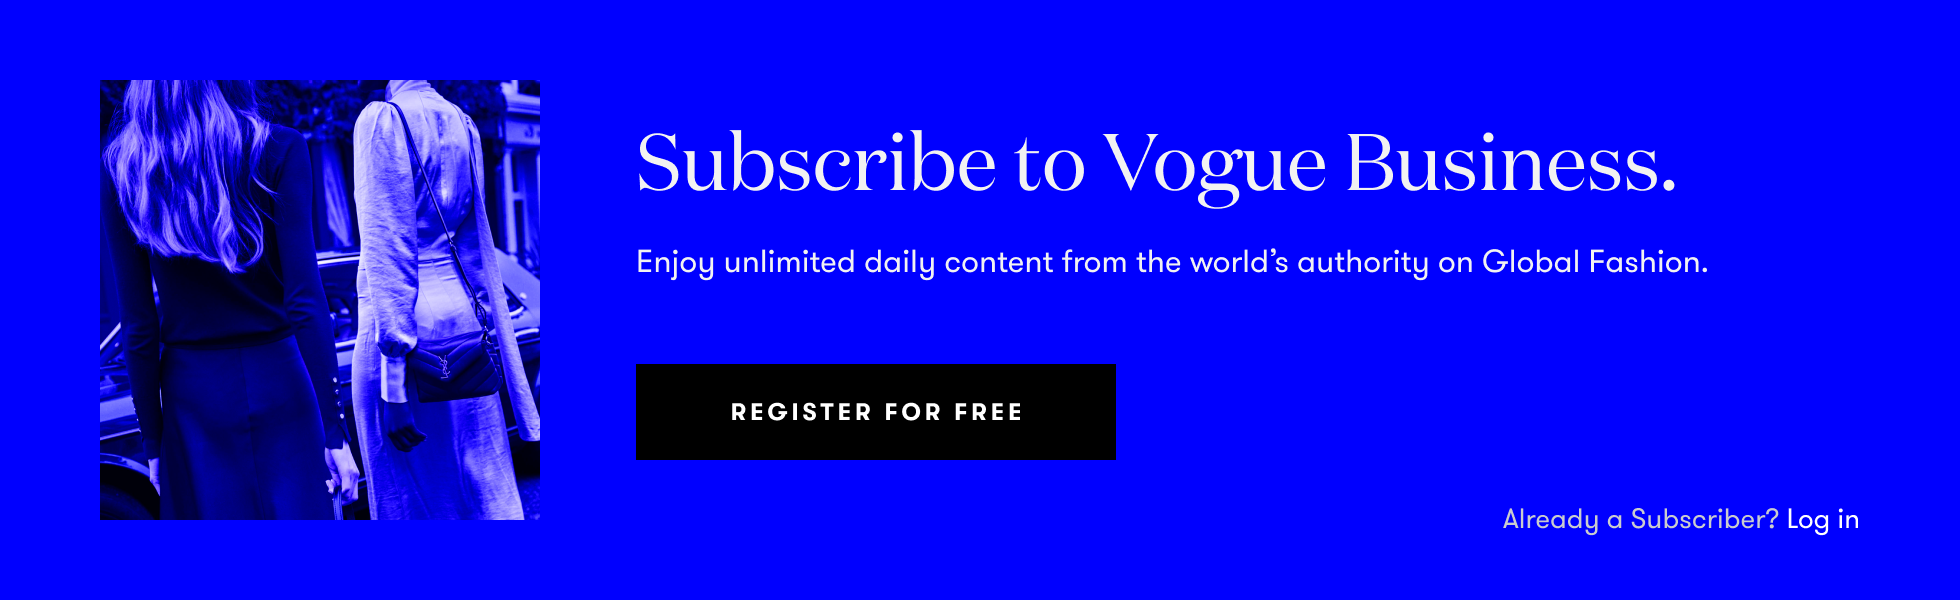 Subscribe to Vogue Business.
Enjoy unlimited daily content from the world’s authority on Global Fashion.
REGISTER FOR FREE
Already a Subscriber? Log in